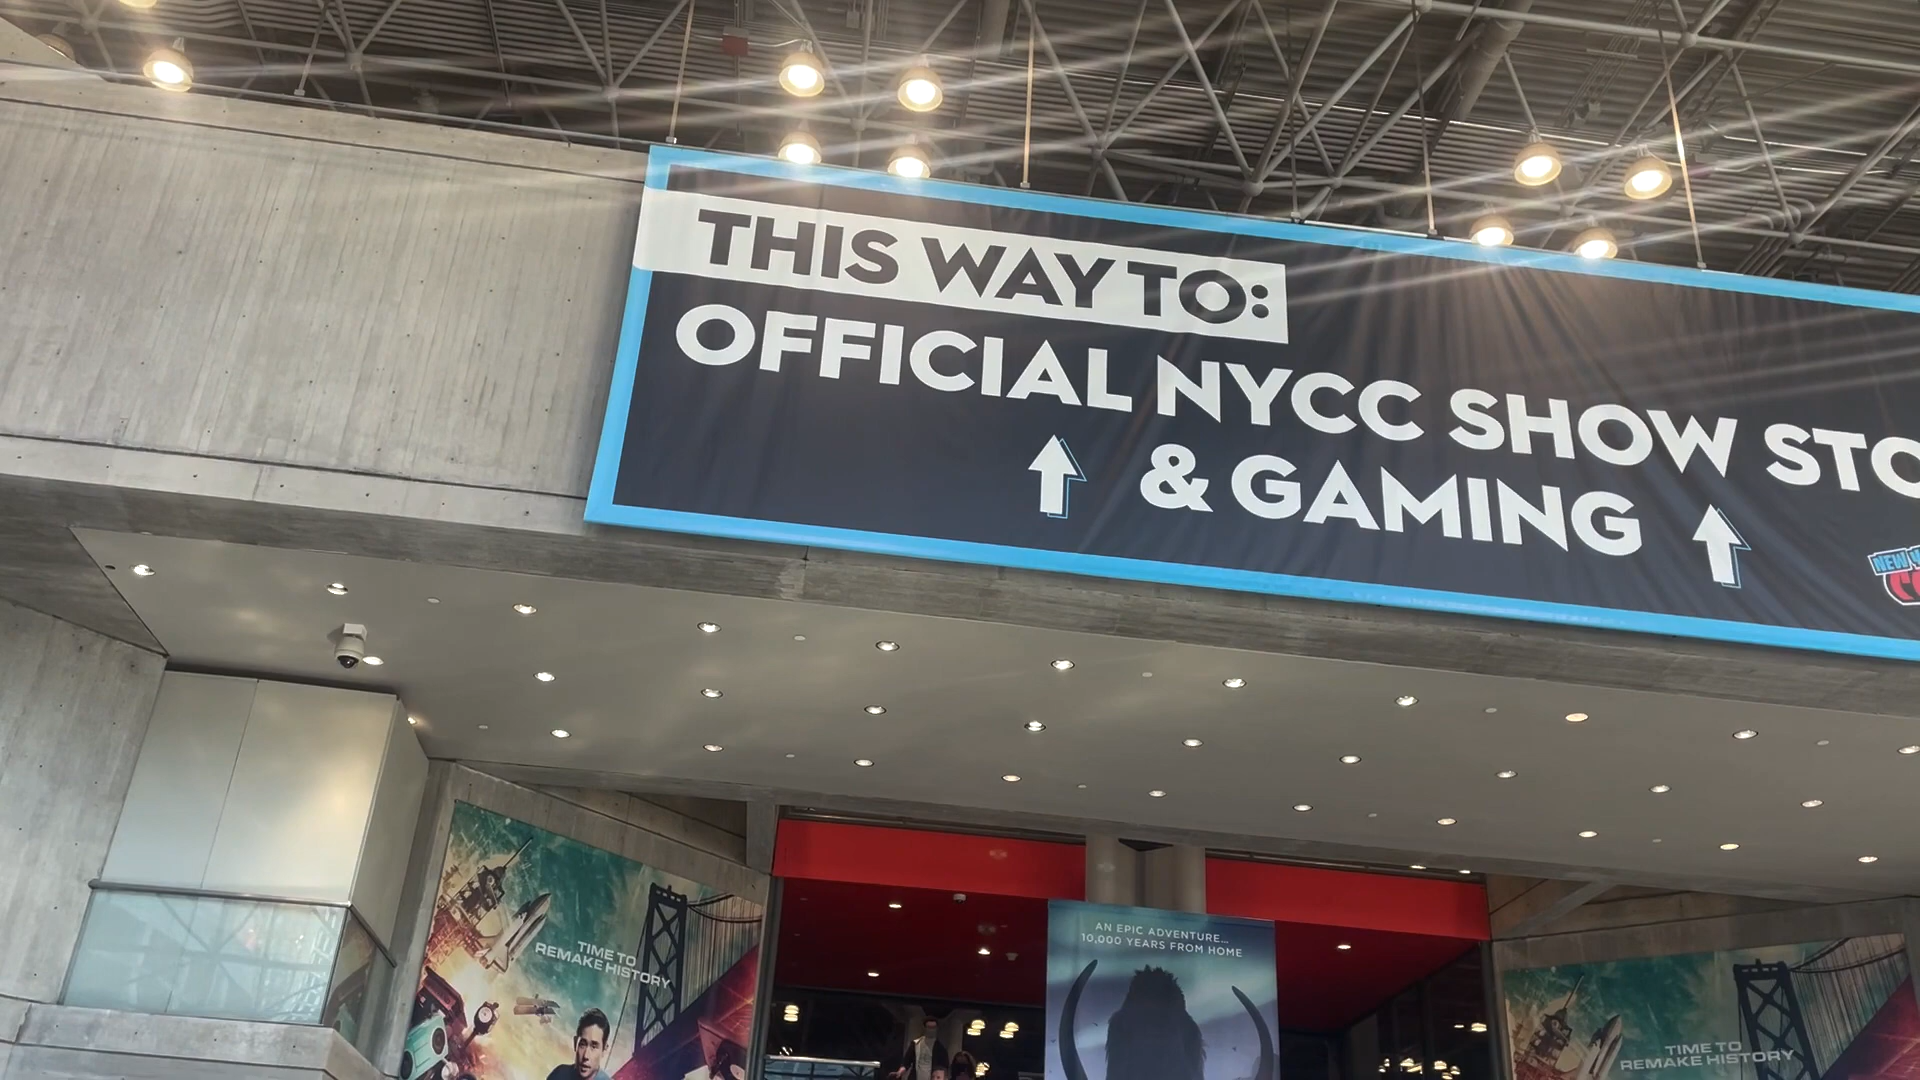 THIS WAY TO:
OFFICIAL NYCC SHOW STO
& GAMING
NEW Y
AN EPIC ADVENTURE...
10,000 YEARS FROM HOME
TIME TO
REMAKE HISTORY
TIME TO
REMAKE HISTORY